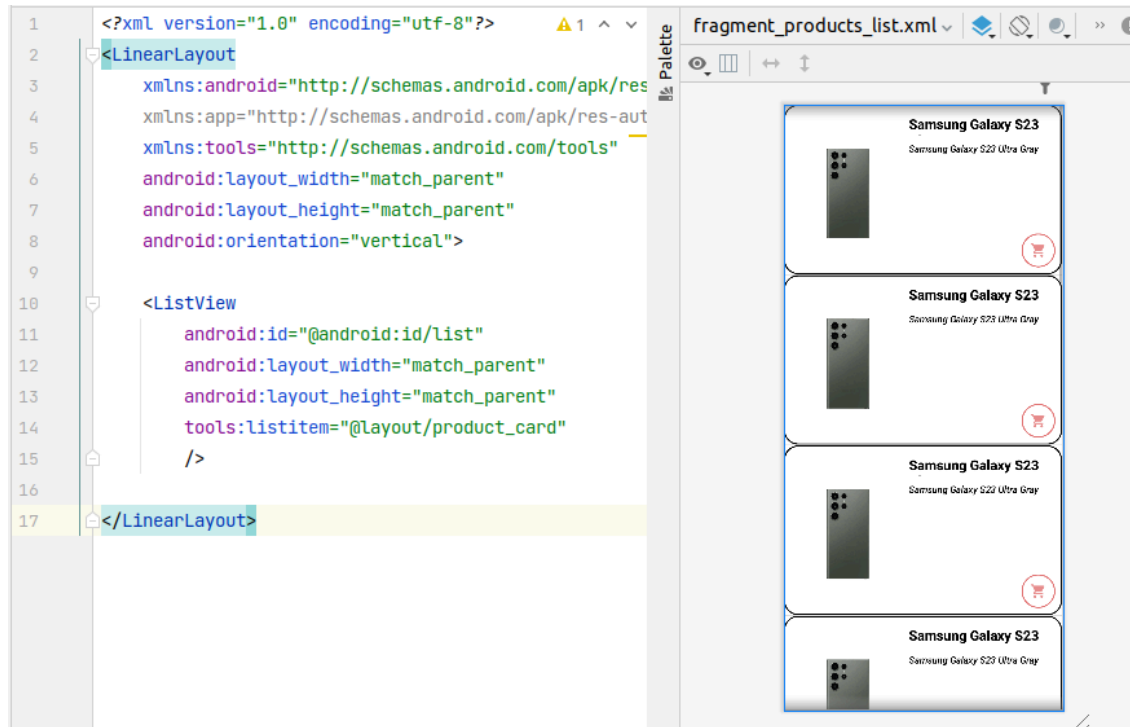 1 <?xml version="1.0" encoding="utf-8"?>
2 <LinearLayout
3 xmlns:android="http://schemas.android.com/apk/res
4 xmlns:app="http://schemas.android.com/apk/res-aut
5 xmlns:tools="http://schemas.android.com/tools"
6 android:layout_width="match_parent"
7 android:layout_height="match_parent"
8 android:orientation="vertical">
9
10 <ListView
11 android:id="@android:id/list"
12 android:layout_width="match_parent"
13 android:layout_height="match_parent"
14 tools:listitem="@layout/product_card"
15 />
16
17 </LinearLayout>
1
Palette
fragment_products_list.xml
Samsung Galaxy S23
Samsung Galaxy S23 Ultra Gray
Samsung Galaxy S23
Samsung Galaxy S23 Ultra Gray
Samsung Galaxy S23
Samsung Galaxy S23 Ultra Gray
Samsung Galaxy S23
Samsung Galaxy S23 Ultra Gray